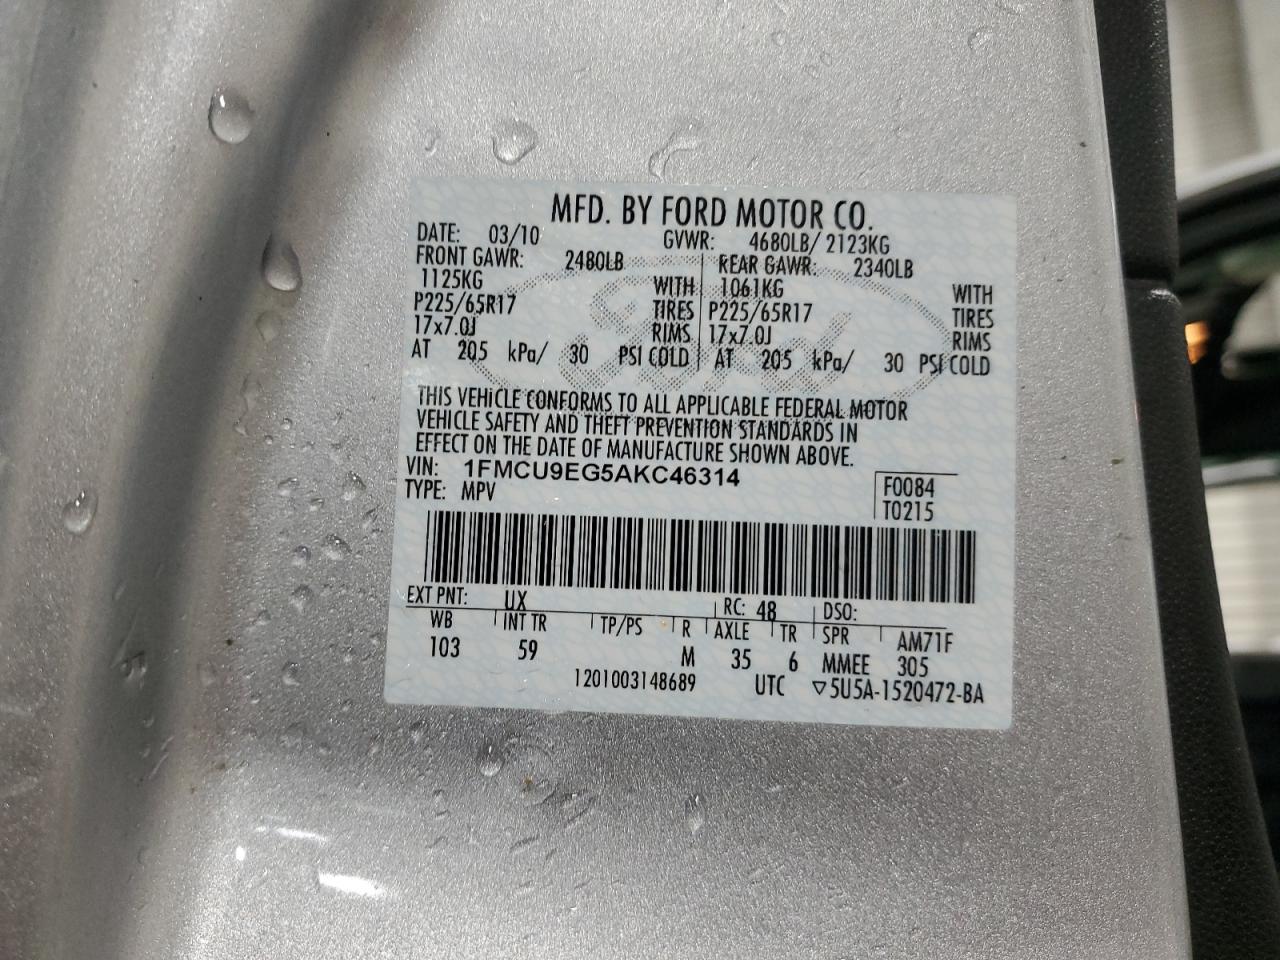 MFD. BY FORD MOTOR CO.
DATE: 03/10 GVWR: 4680LB/ 2123KG
FRONT GAWR: 2480LB REAR GAWR: 2340LB
1125KG WITH 1061KG WITH
P225/65R17 TIRES P225/65R17 TIRES
17x7.0J RIMS 17x7.0J RIMS
AT 205 kPa/ 30 PSI COLD AT 205 kPa/ 30 PSI COLD
Ford
THIS VEHICLE CONFORMS TO ALL APPLICABLE FEDERAL MOTOR
VEHICLE SAFETY AND THEFT PREVENTION STANDARDS IN
EFFECT ON THE DATE OF MANUFACTURE SHOWN ABOVE.
VIN: 1FMCU9EG5AKC46314
TYPE: MPV
F0084
T0215
EXT PNT: UX RC: 48 DSO:
WB INT TR TP/PS R AXLE TR SPR AM71F
103 59 M 35 6 MMEE 305
1201003148689 UTC ▽5U5A-1520472-BA